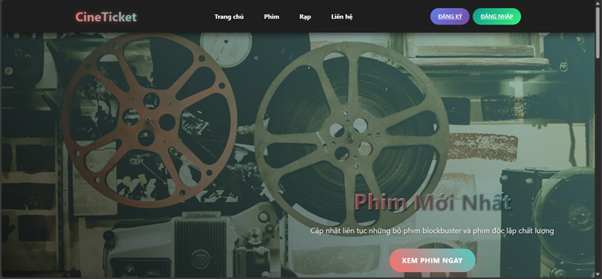 CineTicket
Trang chủ Phim Rạp Liên hệ ĐĂNG KÝ ĐĂNG NHẬP
Phim Mới Nhất
Cập nhật liên tục những bộ phim blockbuster và phim độc lập chất lượng
XEM PHIM NGAY